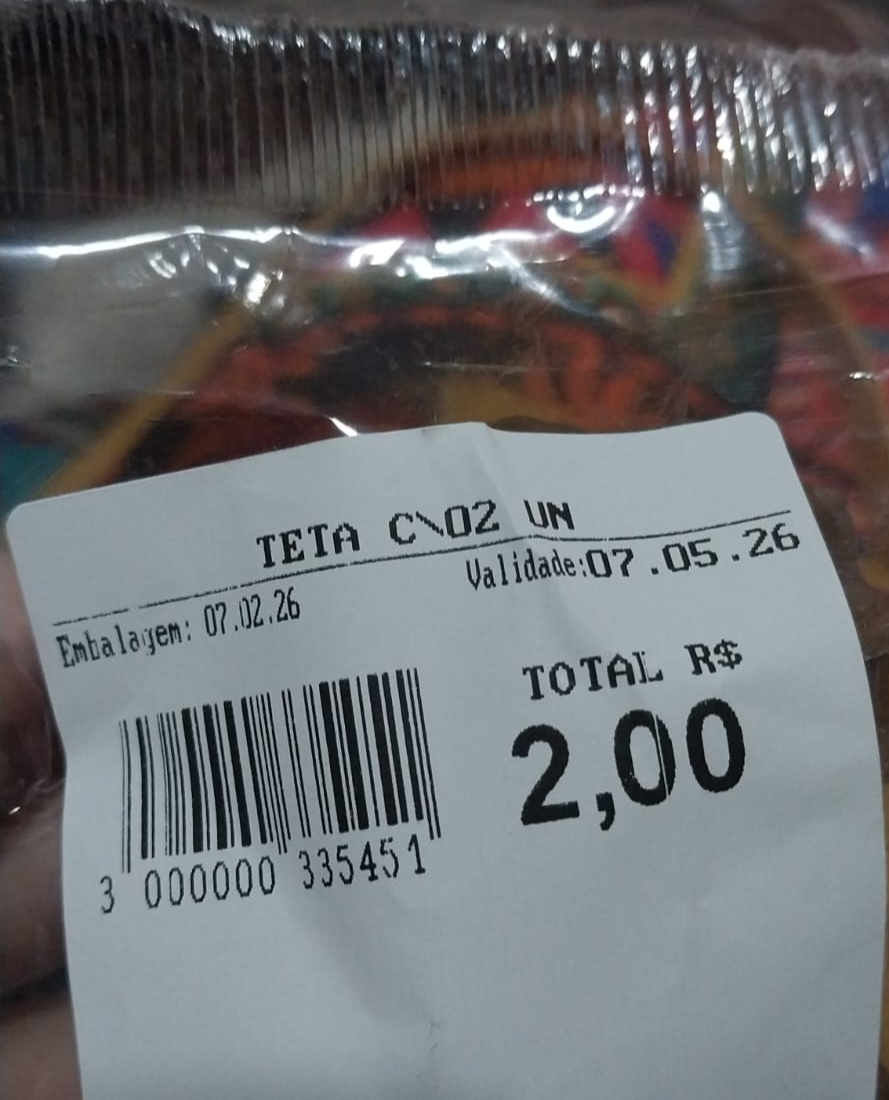 TETA C\02 UN
Embalagem: 07.02.26
Validade:07.05.26
TOTAL R$
2,00
3 000000 335451